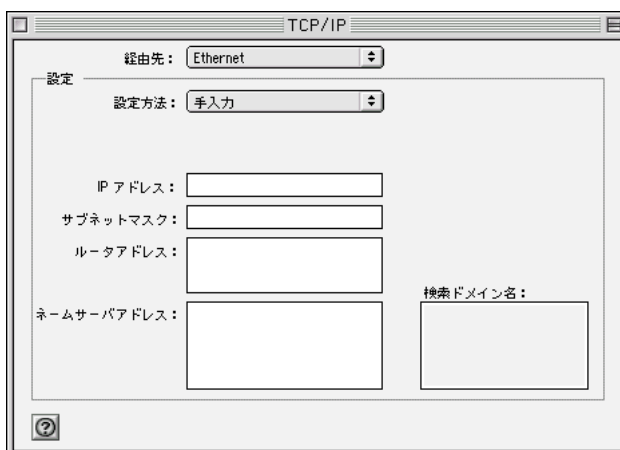 TCP/IP
経由先： Ethernet
設定
設定方法： 手入力
IP アドレス：
サブネットマスク：
ルータアドレス：
検索ドメイン名：
ネームサーバアドレス：
?